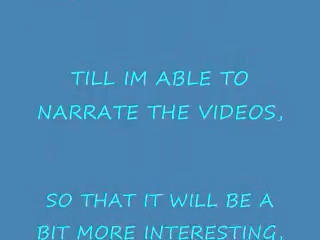 TILL IM ABLE TO
NARRATE THE VIDEOS,
SO THAT IT WILL BE A
BIT MORE INTERESTING,